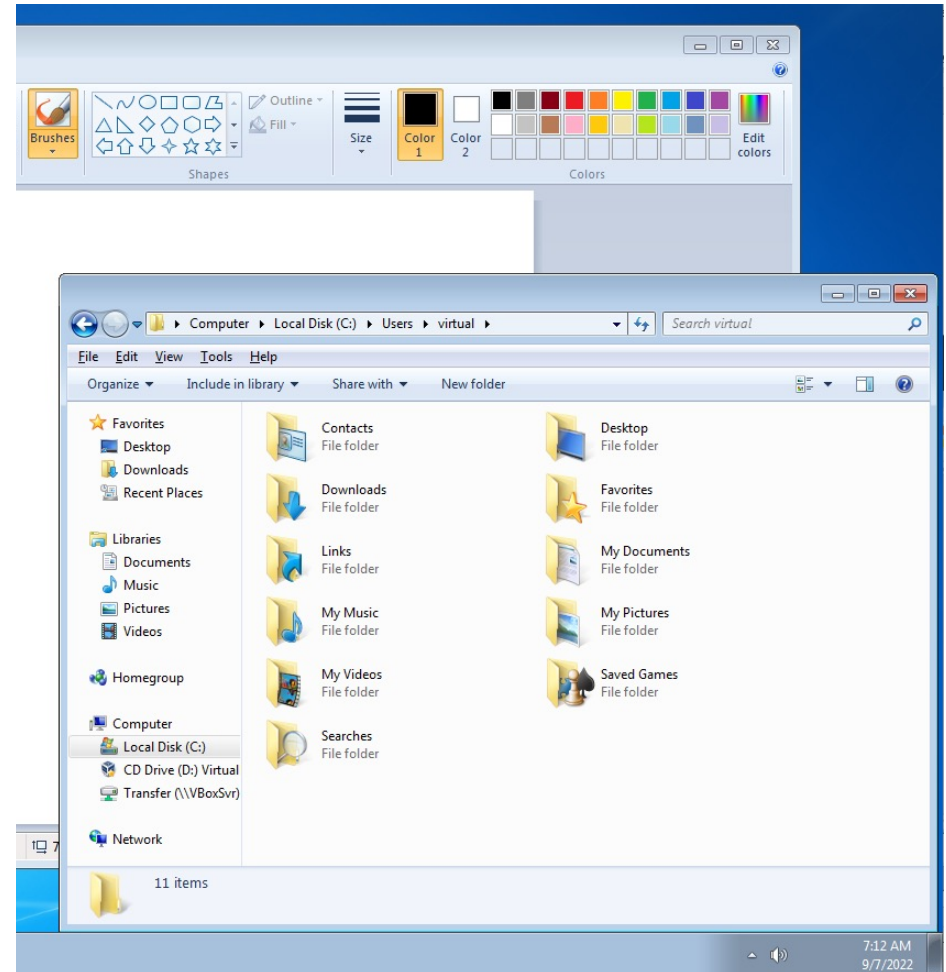 Outline
Fill
Brushes
Size
Color 1
Color 2
Edit colors
Shapes
Colors
Computer Local Disk (C:) Users virtual
Search virtual
File Edit View Tools Help
Organize Include in library Share with New folder
Favorites
Desktop
Downloads
Recent Places
Libraries
Documents
Music
Pictures
Videos
Homegroup
Computer
Local Disk (C:)
CD Drive (D:) Virtual
Transfer (\\VBoxSvr)
Network
Contacts
File folder
Desktop
File folder
Downloads
File folder
Favorites
File folder
Links
File folder
My Documents
File folder
My Music
File folder
My Pictures
File folder
My Videos
File folder
Saved Games
File folder
Searches
File folder
7
11 items
7:12 AM
9/7/2022